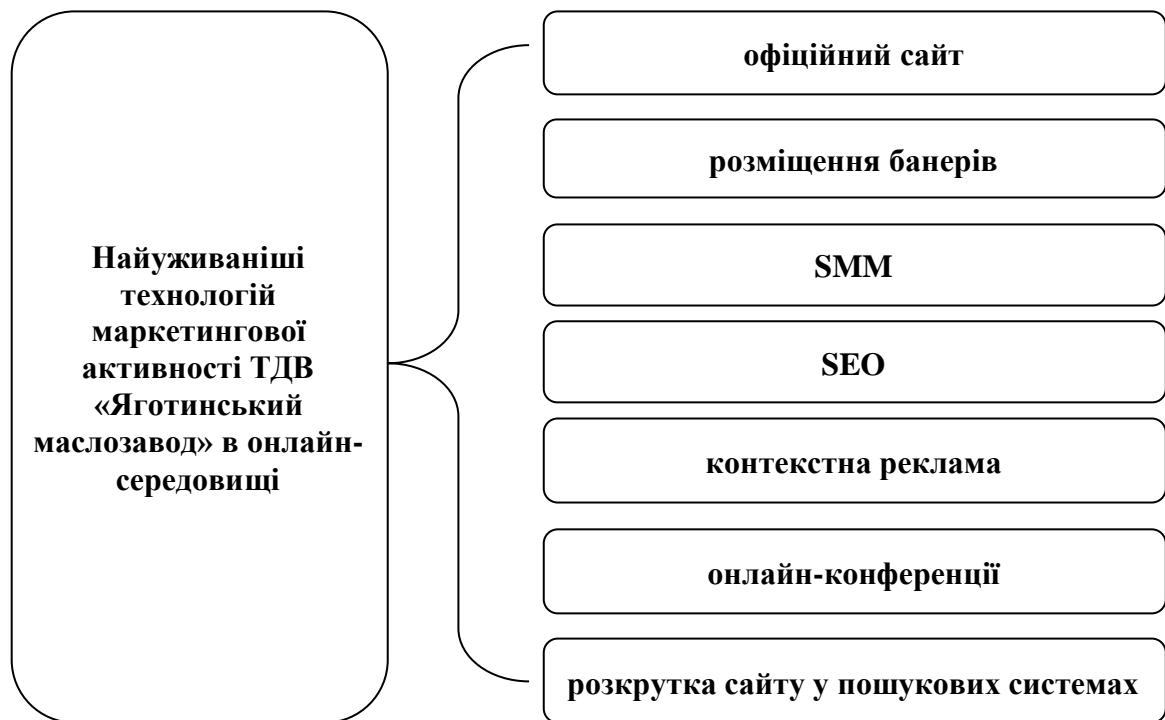 Найуживаніші
технологій
маркетингової
активності ТДВ
«Яготинський
маслозавод» в онлайн-
середовищі
офіційний сайт
розміщення банерів
SMM
SEO
контекстна реклама
онлайн-конференції
розкрутка сайту у пошукових системах